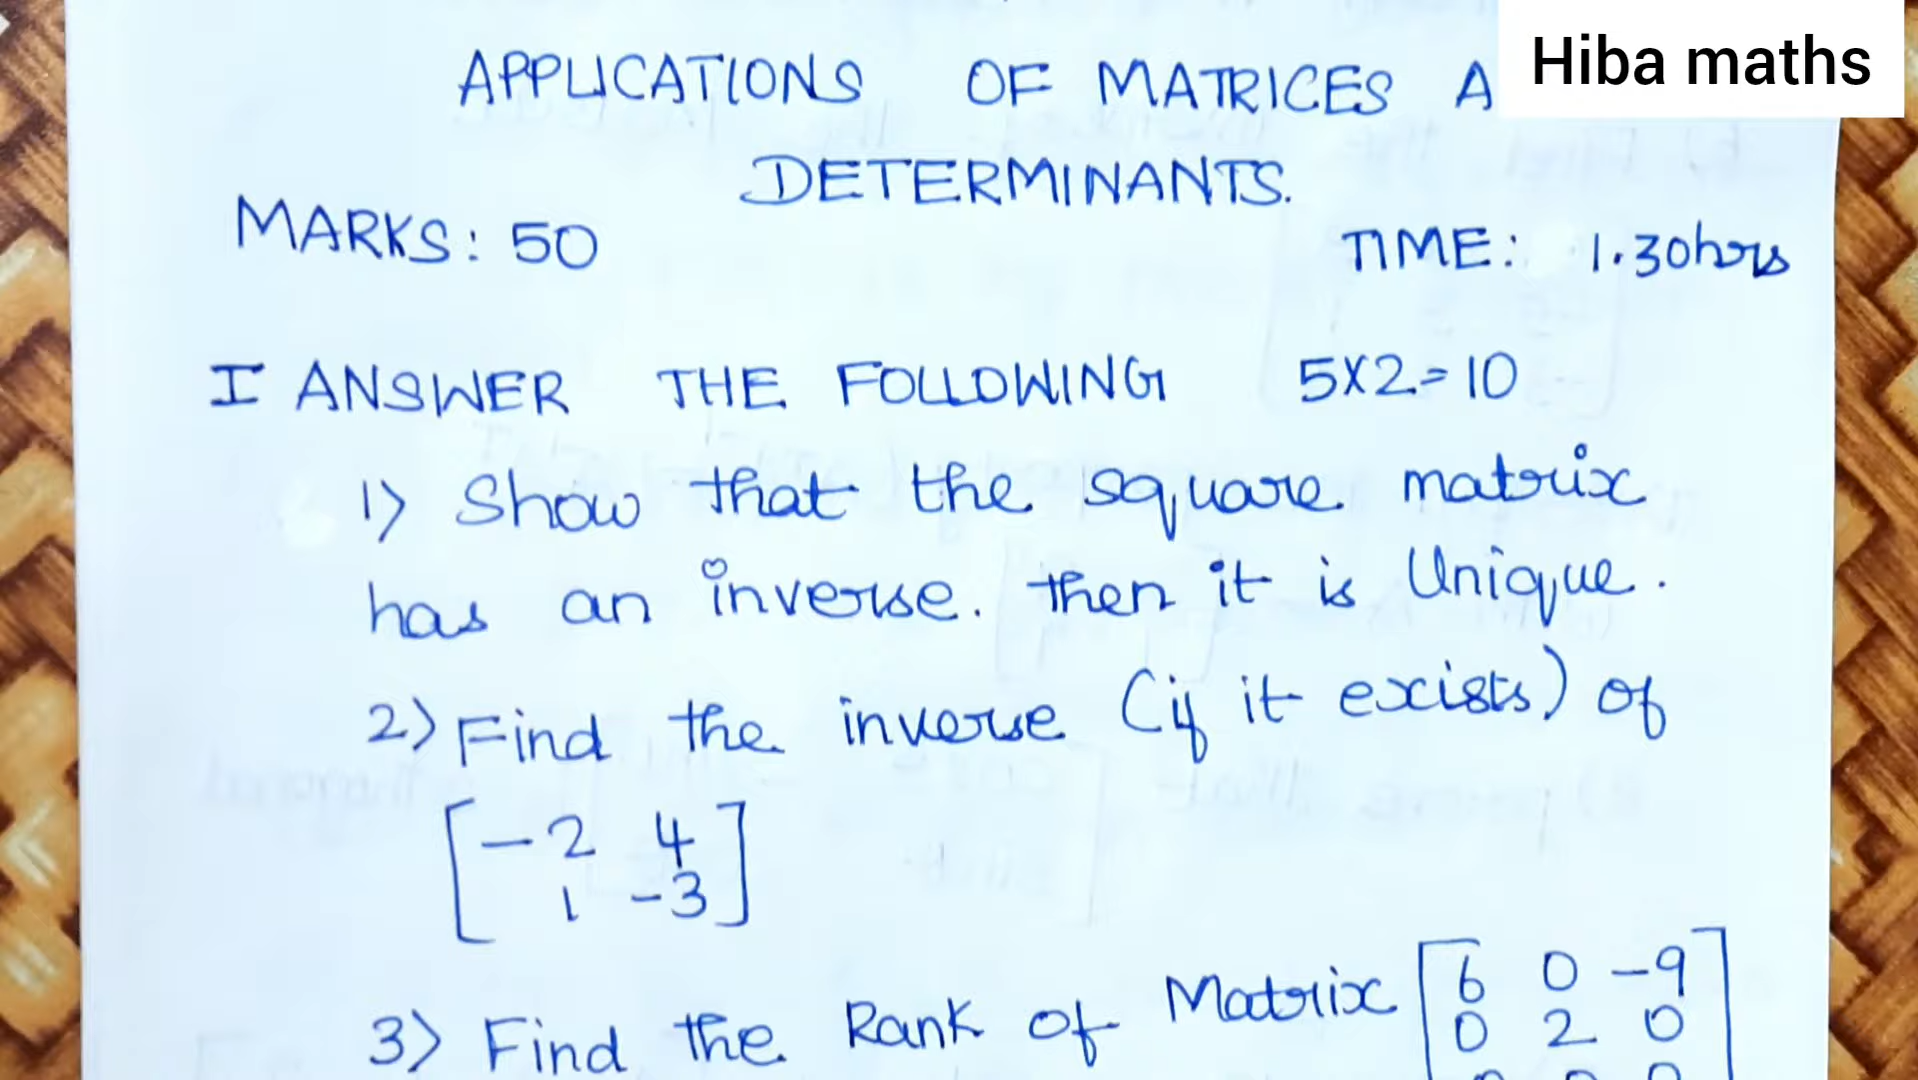 Hiba maths
APPLICATIONS OF MATRICES A
DETERMINANTS.
MARKS: 50
TIME: 1.30hrs
I ANSWER THE FOLLOWING 5X2=10
1) Show that the square matrix
has an inverse. then it is Unique.
2) Find the inverse (if it exists) of
[-2 4]
[1 -3]
3) Find the Rank of Matrix [6 0 -9]
[0 2 0]